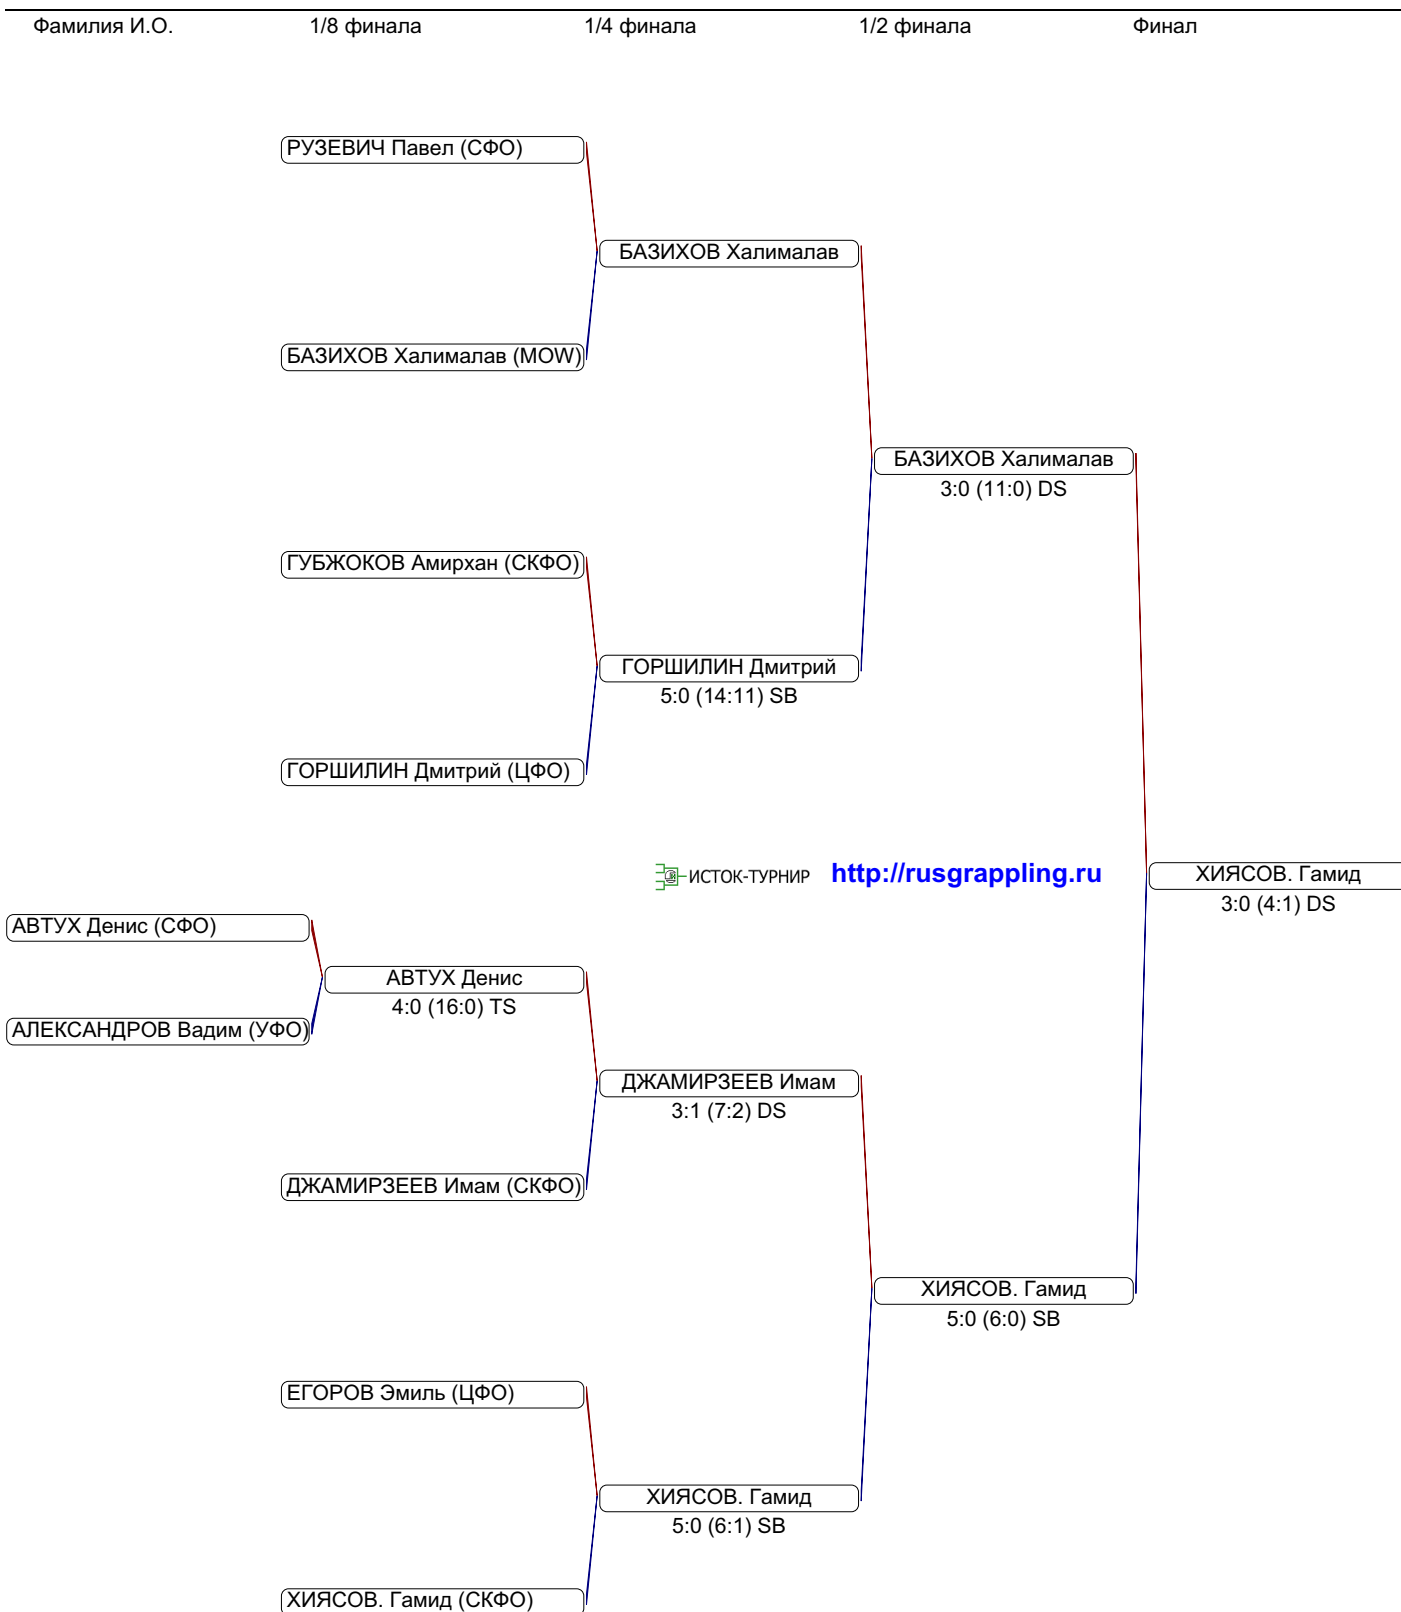 Фамилия И.О. 1/8 финала 1/4 финала 1/2 финала Финал
РУЗЕВИЧ Павел (СФО)
БАЗИХОВ Халималав
БАЗИХОВ Халималав (MOW)
БАЗИХОВ Халималав
3:0 (11:0) DS
ГУБЖОКОВ Амирхан (СКФО)
ГОРШИЛИН Дмитрий
5:0 (14:11) SB
ГОРШИЛИН Дмитрий (ЦФО)
ИСТОК-ТУРНИР http://rusgrappling.ru
ХИЯСОВ. Гамид
3:0 (4:1) DS
АВТУХ Денис (СФО)
АВТУХ Денис
4:0 (16:0) TS
АЛЕКСАНДРОВ Вадим (УФО)
ДЖАМИРЗЕЕВ Имам
3:1 (7:2) DS
ДЖАМИРЗЕЕВ Имам (СКФО)
ХИЯСОВ. Гамид
5:0 (6:0) SB
ЕГОРОВ Эмиль (ЦФО)
ХИЯСОВ. Гамид
5:0 (6:1) SB
ХИЯСОВ. Гамид (СКФО)